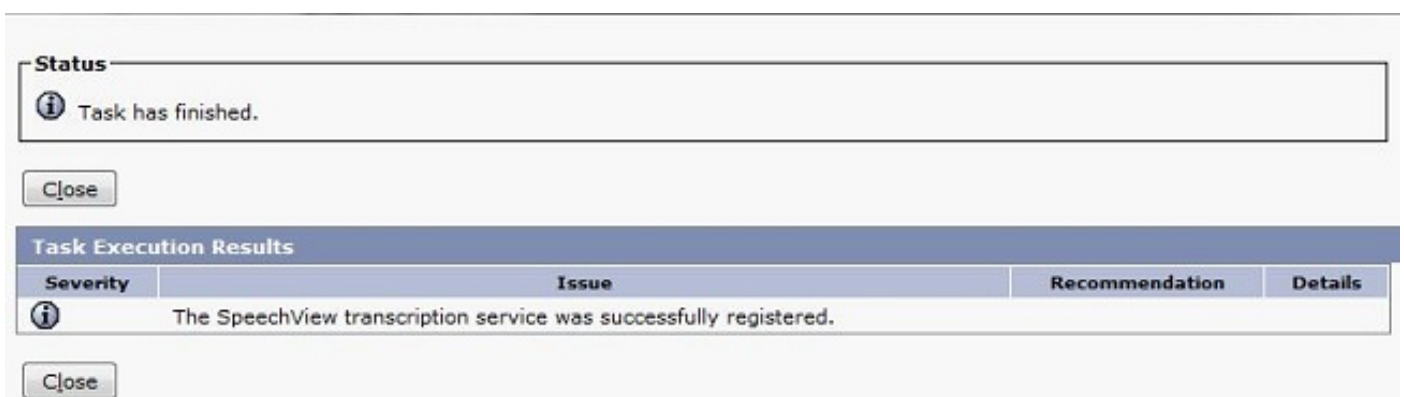 Status
Task has finished.
Close
Task Execution Results
Severity Issue Recommendation Details
The SpeechView transcription service was successfully registered.
Close